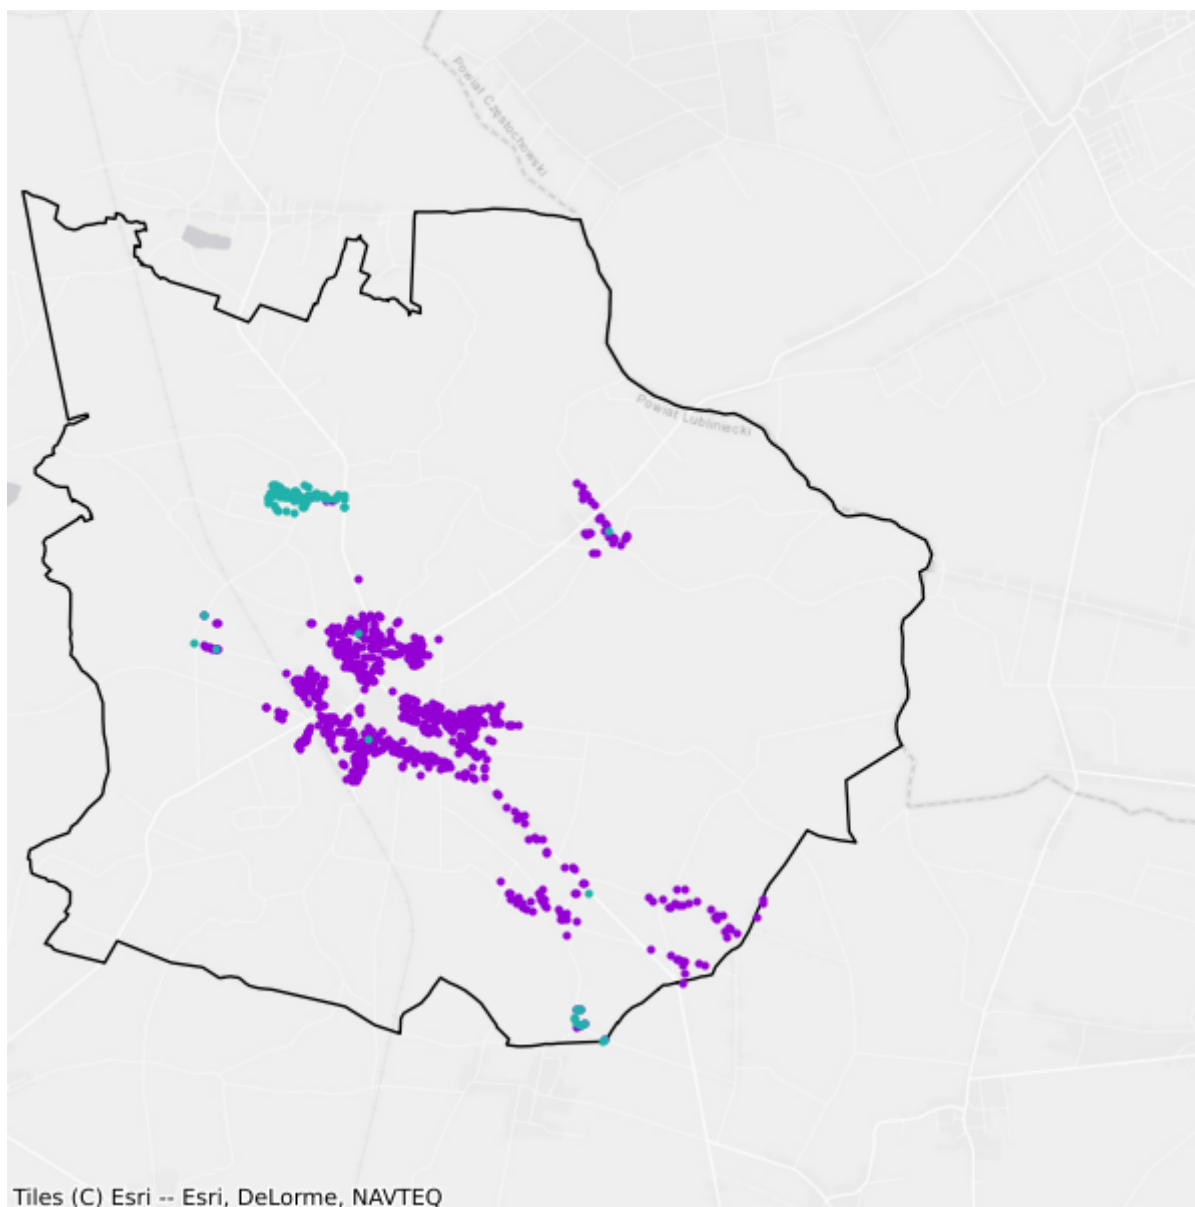 Powiat Częstochowski
Powiat Lubliniecki
Tiles (C) Esri -- Esri, DeLorme, NAVTEQ